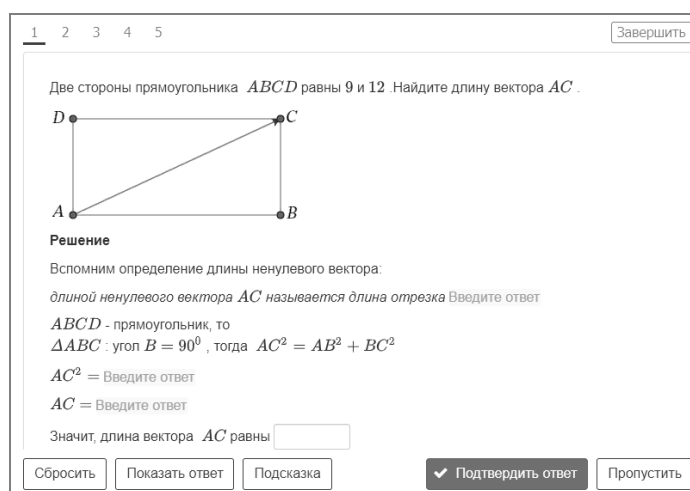 1 2 3 4 5 Завершить
Две стороны прямоугольника ABCD равны 9 и 12 .Найдите длину вектора AC .
D C
A B
Решение
Вспомним определение длины ненулевого вектора:
длиной ненулевого вектора AC называется длина отрезка Введите ответ
ABCD - прямоугольник, то
ΔABC : угол B = 90⁰ , тогда AC² = AB² + BC²
AC² = Введите ответ
AC = Введите ответ
Значит, длина вектора AC равны
Сбросить Показать ответ Подсказка Подтвердить ответ Пропустить